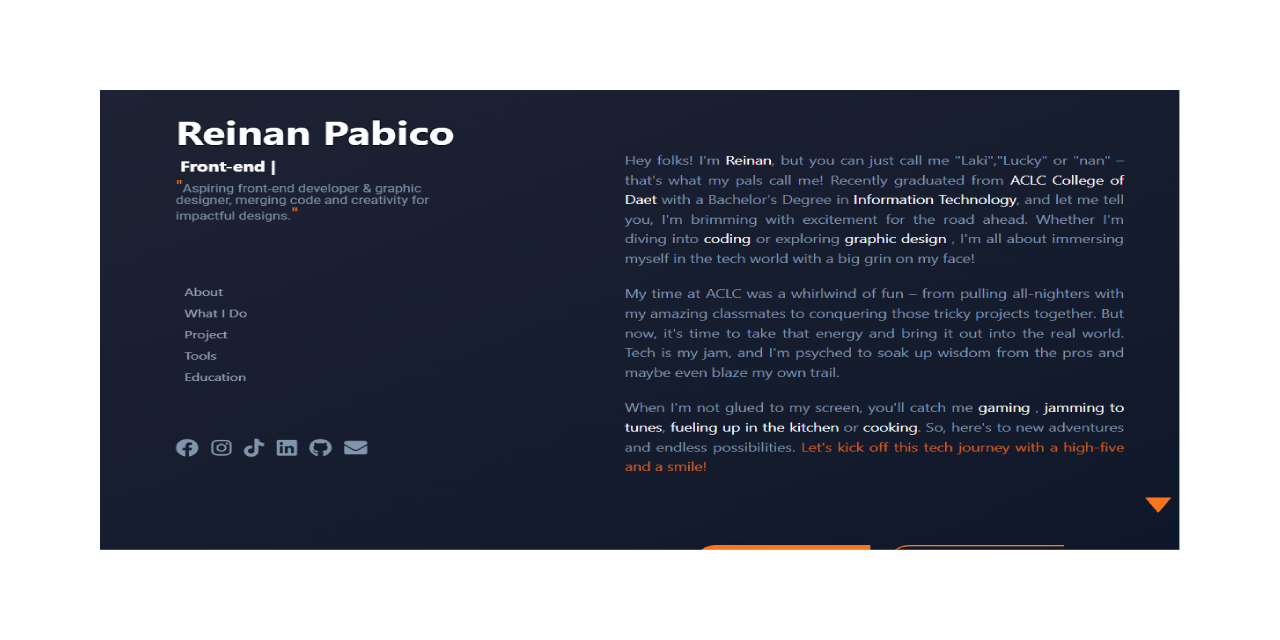 Reinan Pabico
Front-end |
"Aspiring front-end developer & graphic
designer, merging code and creativity for
impactful designs."
About
What I Do
Project
Tools
Education
Hey folks! I'm Reinan, but you can just call me "Laki","Lucky" or "nan" –
that's what my pals call me! Recently graduated from ACLC College of
Daet with a Bachelor's Degree in Information Technology, and let me tell
you, I'm brimming with excitement for the road ahead. Whether I'm
diving into coding or exploring graphic design , I'm all about immersing
myself in the tech world with a big grin on my face!
My time at ACLC was a whirlwind of fun – from pulling all-nighters with
my amazing classmates to conquering those tricky projects together. But
now, it's time to take that energy and bring it out into the real world.
Tech is my jam, and I'm psyched to soak up wisdom from the pros and
maybe even blaze my own trail.
When I'm not glued to my screen, you'll catch me gaming , jamming to
tunes, fueling up in the kitchen or cooking. So, here's to new adventures
and endless possibilities. Let's kick off this tech journey with a high-five
and a smile!